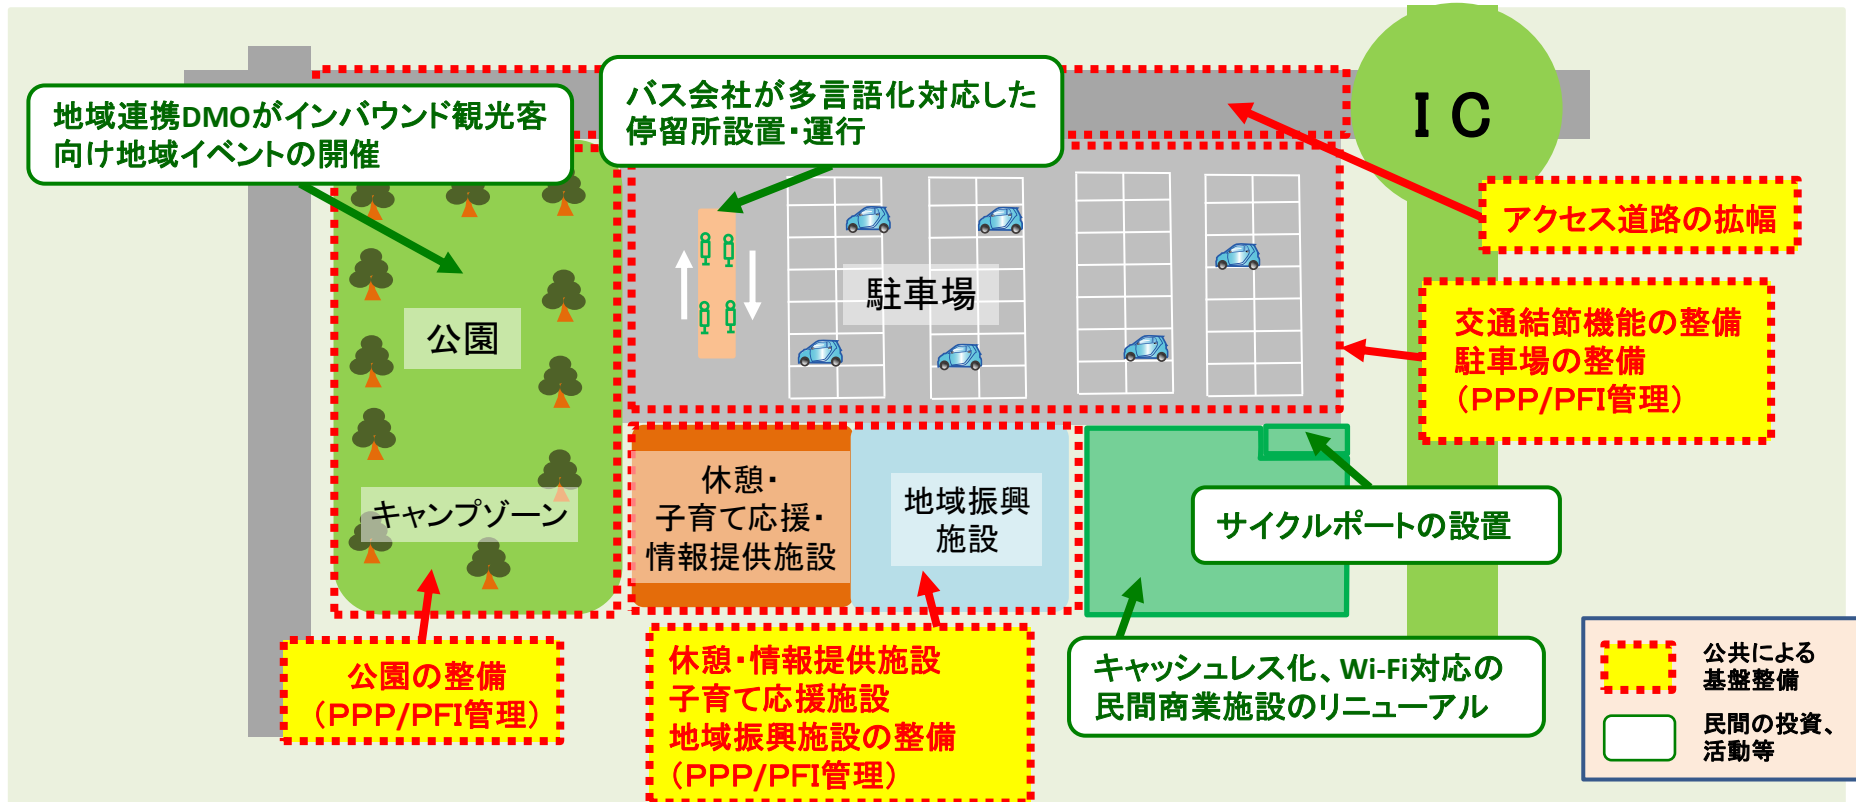 地域連携DMOがインバウンド観光客
向け地域イベントの開催
バス会社が多言語化対応した
停留所設置・運行
IC
アクセス道路の拡幅
交通結節機能の整備
駐車場の整備
（PPP/PFI管理）
駐車場
公園
キャンプゾーン
休憩・
子育て応援・
情報提供施設
地域振興
施設
サイクルポートの設置
公園の整備
（PPP/PFI管理）
休憩・情報提供施設
子育て応援施設
地域振興施設の整備
（PPP/PFI管理）
キャッシュレス化、Wi-Fi対応の
民間商業施設のリニューアル
公共による
基盤整備
民間の投資、
活動等